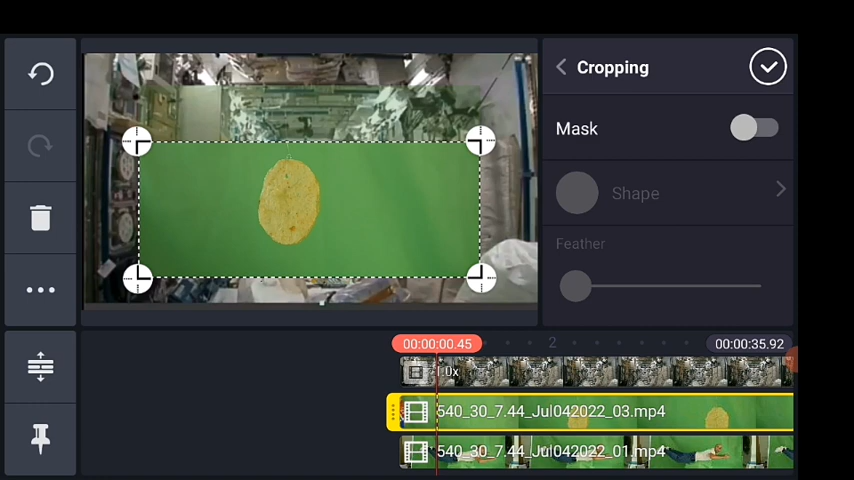 Cropping
Mask
Shape
Feather
00:00:00.45
2
00:00:35.92
1.0x
540_30_7.44_Jul042022_03.mp4
540_30_7.44_Jul042022_01.mp4